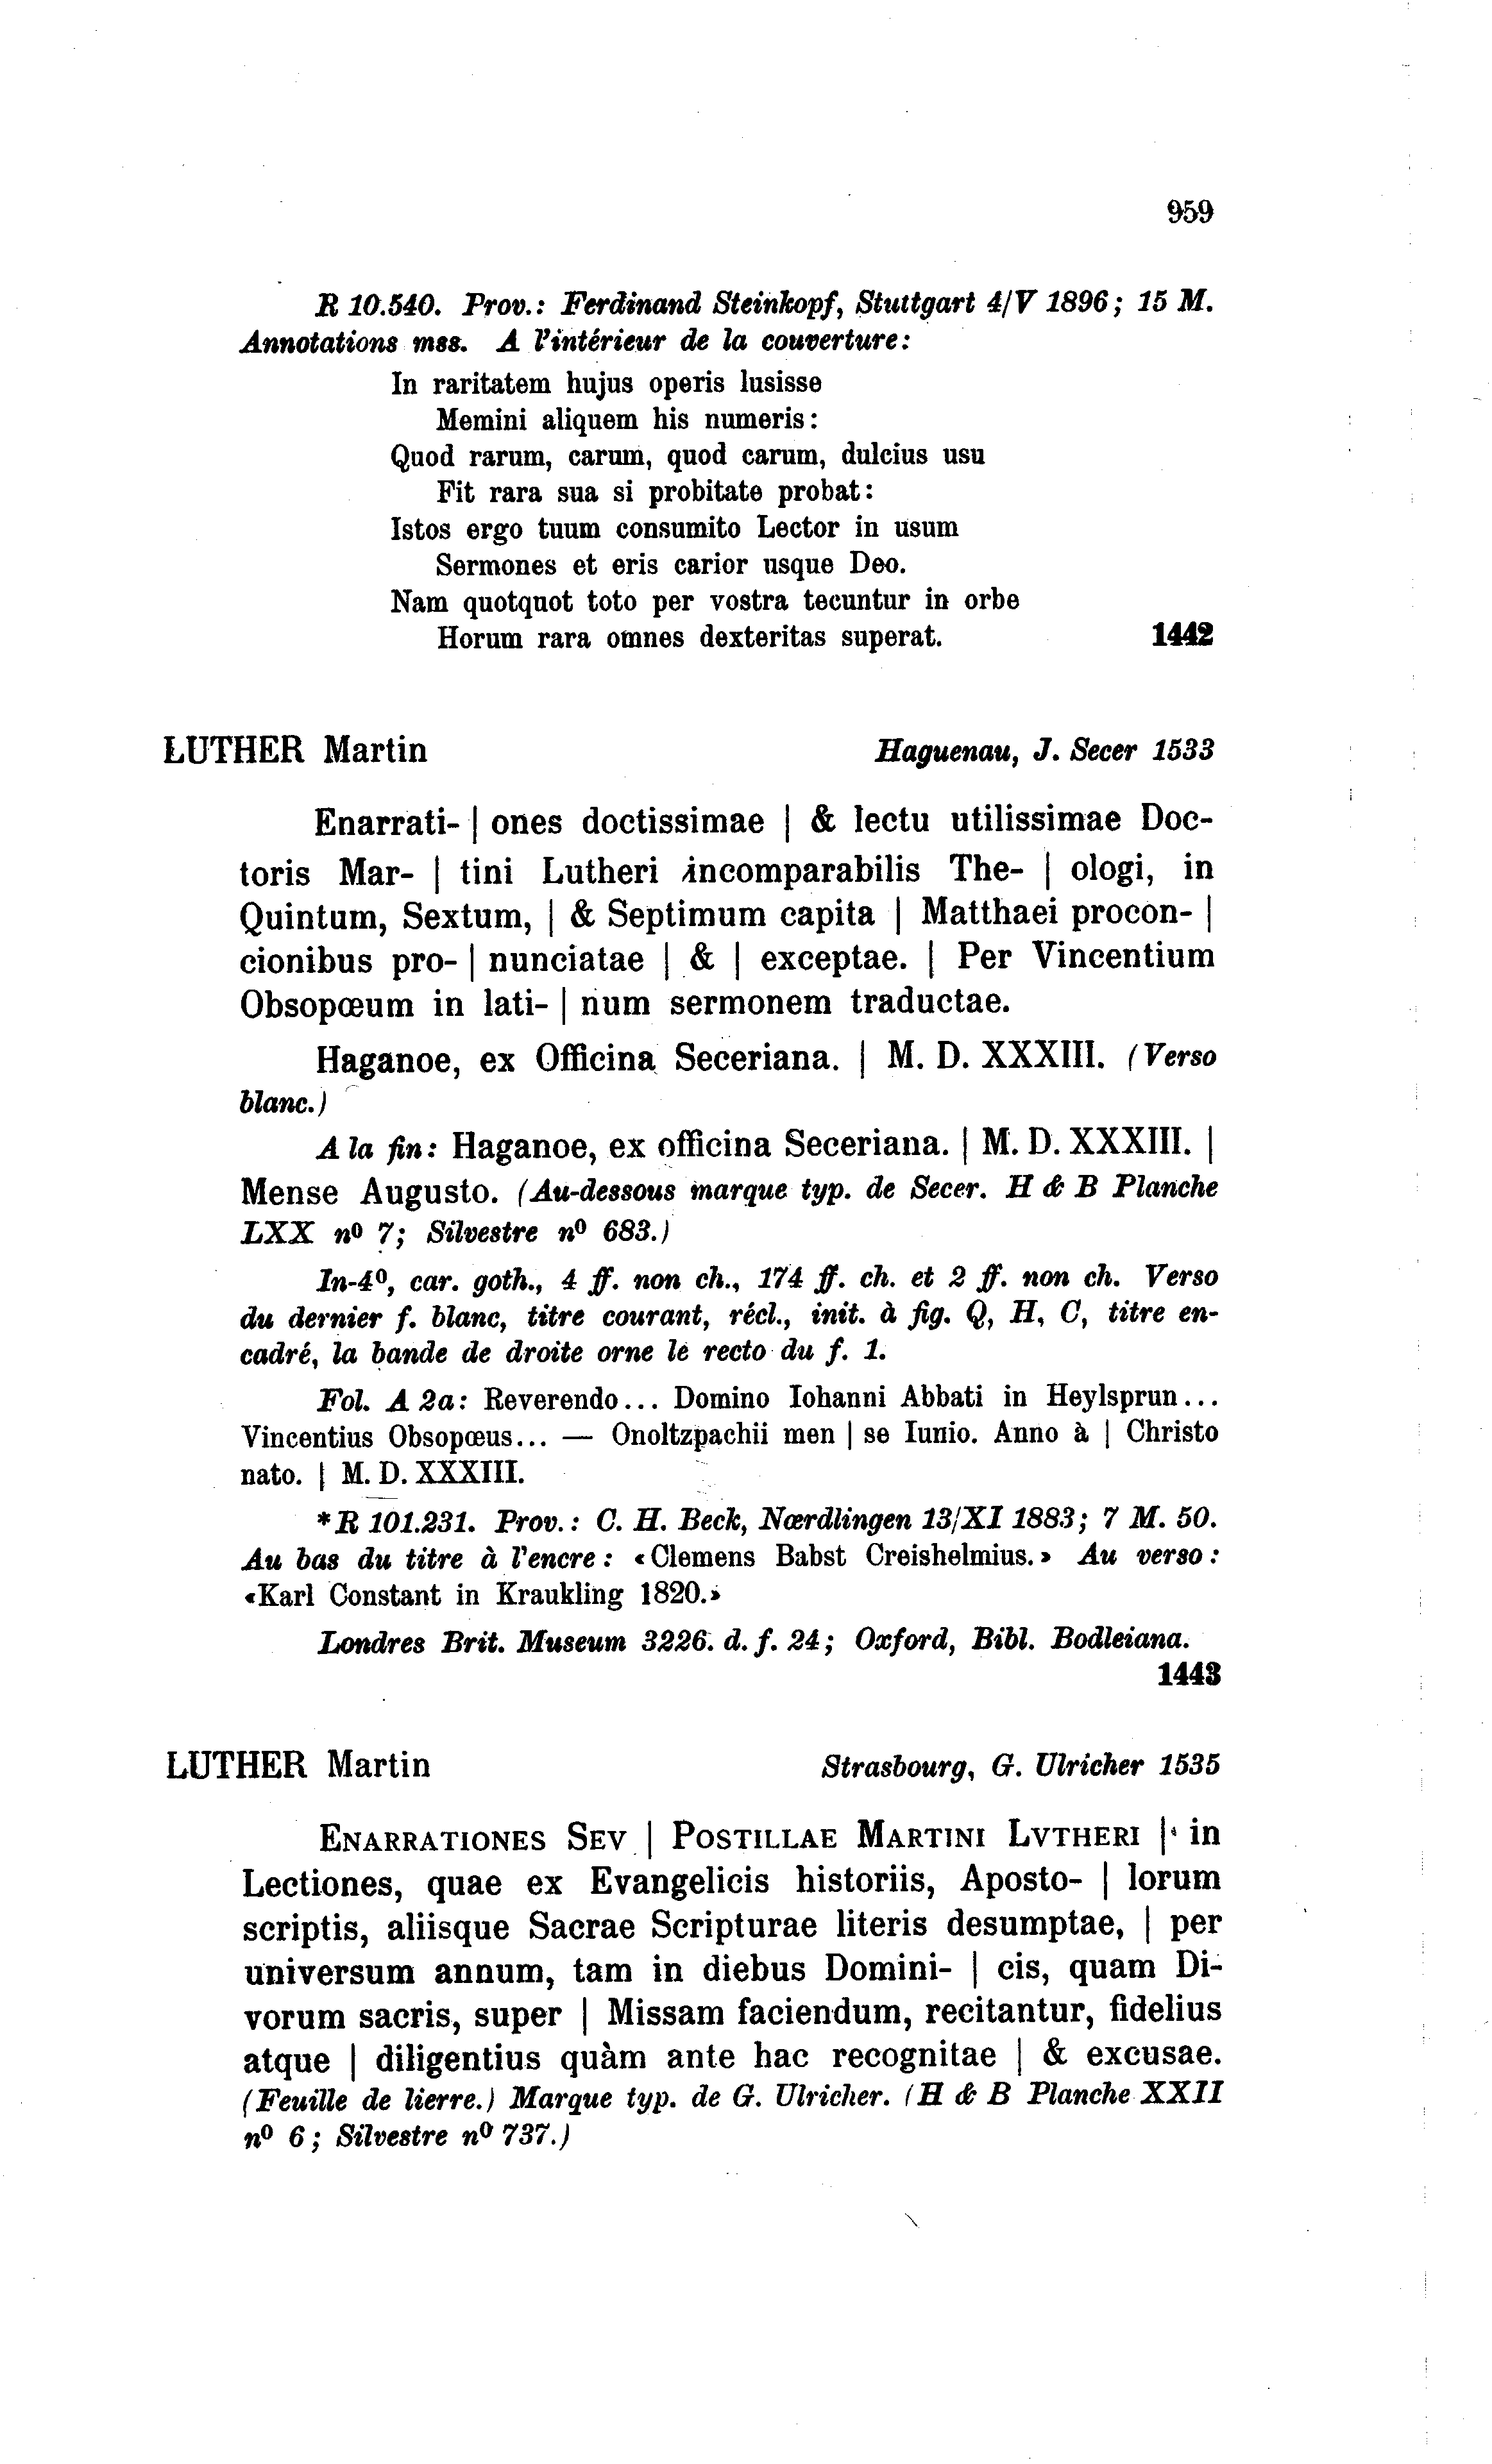 959
R 10.540. Prov.: Ferdinand Steinkopf, Stuttgart 4/V 1896; 15 M.
Annotations mss. A l'intérieur de la couverture:
In raritatem hujus operis lusisse
Memini aliquem his numeris:
Quod rarum, carum, quod carum, dulcius usu
Fit rara sua si probitate probat:
Istos ergo tuum consumito Lector in usum
Sermones et eris carior usque Deo.
Nam quotquot toto per vostra tecuntur in orbe
Horum rara omnes dexteritas superat. 1442
LUTHER Martin Haguenau, J. Secer 1533
Enarrati- | ones doctissimae | & lectu utilissimae Doc-
toris Mar- | tini Lutheri incomparabilis The- | ologi, in
Quintum, Sextum, | & Septimum capita | Matthaei procon- |
cionibus pro- | nunciatae | & | exceptae. | Per Vincentium
Obsopœum in lati- | num sermonem traductae.
Haganoe, ex Officina Seceriana. | M. D. XXXIII. (Verso
blanc.)
A la fin: Haganoe, ex officina Seceriana. | M. D. XXXIII. |
Mense Augusto. (Au-dessous marque typ. de Secer. H & B Planche
LXX nº 7; Silvestre nº 683.)
In-4º, car. goth., 4 ff. non ch., 174 ff. ch. et 2 ff. non ch. Verso
du dernier f. blanc, titre courant, récl., init. à fig. Q, H, C, titre en-
cadré, la bande de droite orne le recto du f. 1.
Fol. A 2a: Reverendo... Domino Iohanni Abbati in Heylsprun...
Vincentius Obsopœus... — Onoltzpachii men | se Iunio. Anno à | Christo
nato. | M. D. XXXIII.
*R 101.231. Prov.: C. H. Beck, Nœrdlingen 13/XI 1883; 7 M. 50.
Au bas du titre à l'encre: «Clemens Babst Creishelmius.» Au verso:
«Karl Constant in Kraukling 1820.»
Londres Brit. Museum 3226. d. f. 24; Oxford, Bibl. Bodleiana.
1443
LUTHER Martin Strasbourg, G. Ulricher 1535
ENARRATIONES SEV | POSTILLAE MARTINI LVTHERI | in
Lectiones, quae ex Evangelicis historiis, Aposto- | lorum
scriptis, aliisque Sacrae Scripturae literis desumptae, | per
universum annum, tam in diebus Domini- | cis, quam Di-
vorum sacris, super | Missam faciendum, recitantur, fidelius
atque | diligentius quàm ante hac recognitae | & excusae.
(Feuille de lierre.) Marque typ. de G. Ulricher. (H & B Planche XXII
nº 6; Silvestre nº 737.)